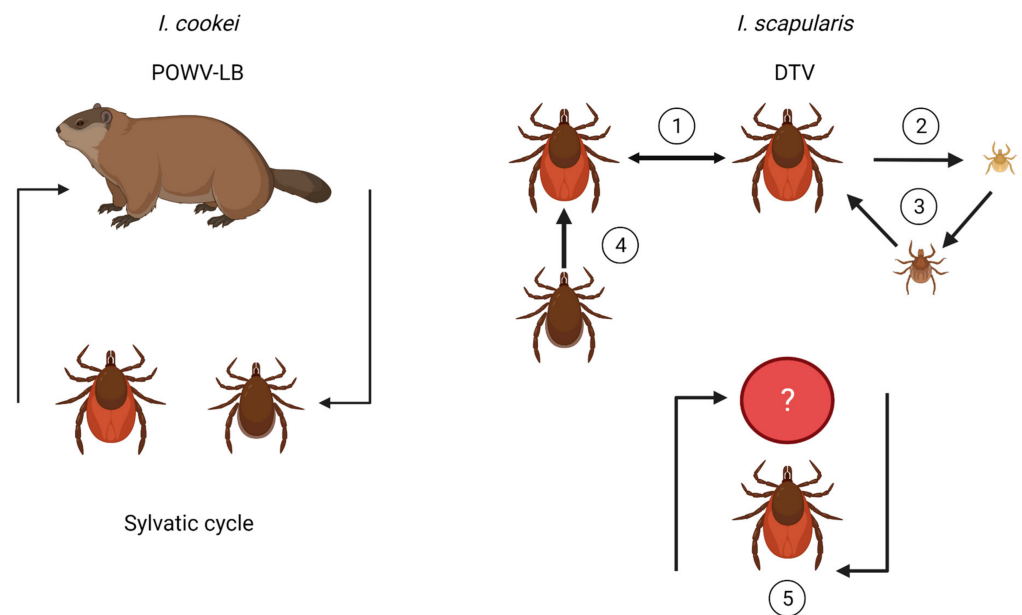 I. cookei
POWV-LB
Sylvatic cycle
I. scapularis
DTV
1
2
3
4
?
5